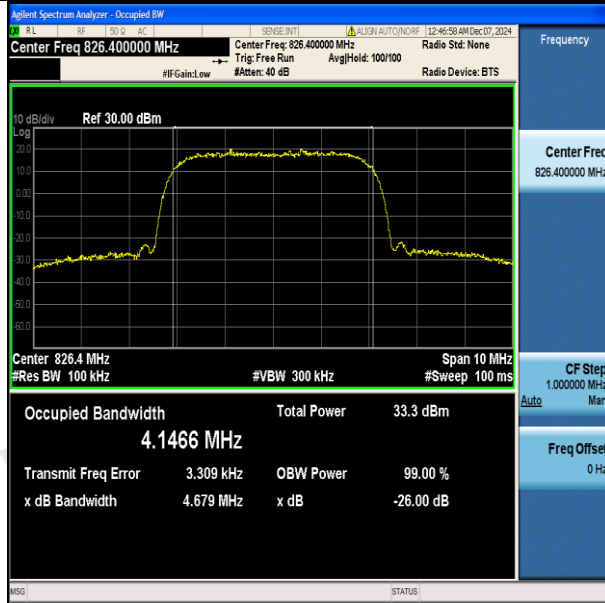 Agilent Spectrum Analyzer - Occupied BW
RL RF 50 Ω AC SENSE:INT ALIGN AUTO/NORF 12:46:58 AM Dec 07, 2024
Center Freq 826.400000 MHz
Center Freq: 826.400000 MHz
Radio Std: None
Trig: Free Run Avg|Hold: 100/100
#IFGain:Low #Atten: 40 dB Radio Device: BTS
10 dB/div Ref 30.00 dBm
Log
20.0
10.0
0.00
-10.0
-20.0
-30.0
-40.0
-50.0
-60.0
Center 826.4 MHz Span 10 MHz
#Res BW 100 kHz #VBW 300 kHz #Sweep 100 ms
Occupied Bandwidth Total Power 33.3 dBm
4.1466 MHz
Transmit Freq Error 3.309 kHz OBW Power 99.00 %
x dB Bandwidth 4.679 MHz x dB -26.00 dB
MSG STATUS
Frequency
Center Freq
826.400000 MHz
CF Step
1.000000 MHz
Auto Man
Freq Offset
0 Hz